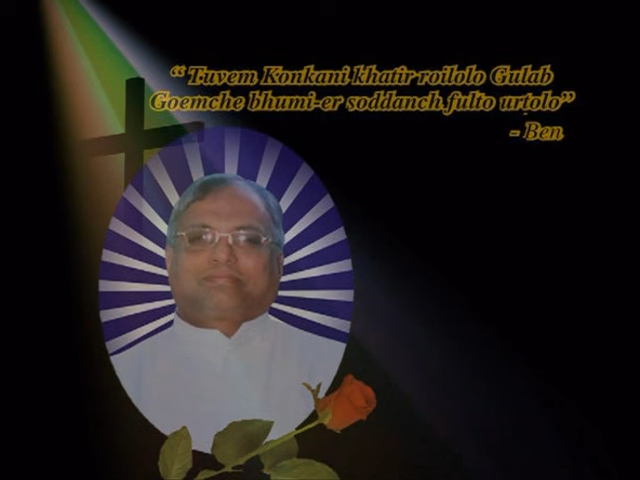 “ Tuvem Konkani khatir roilolo Gulab
Goemche bhumi-er soddanch fulto urtolo”
- Ben